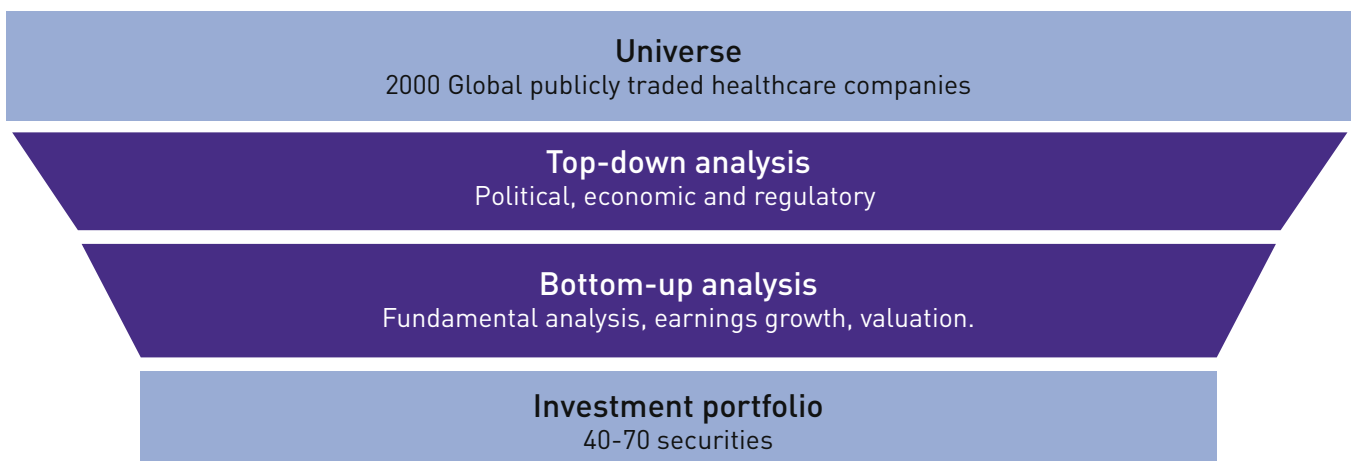 Universe
2000 Global publicly traded healthcare companies
Top-down analysis
Political, economic and regulatory
Bottom-up analysis
Fundamental analysis, earnings growth, valuation.
Investment portfolio
40-70 securities